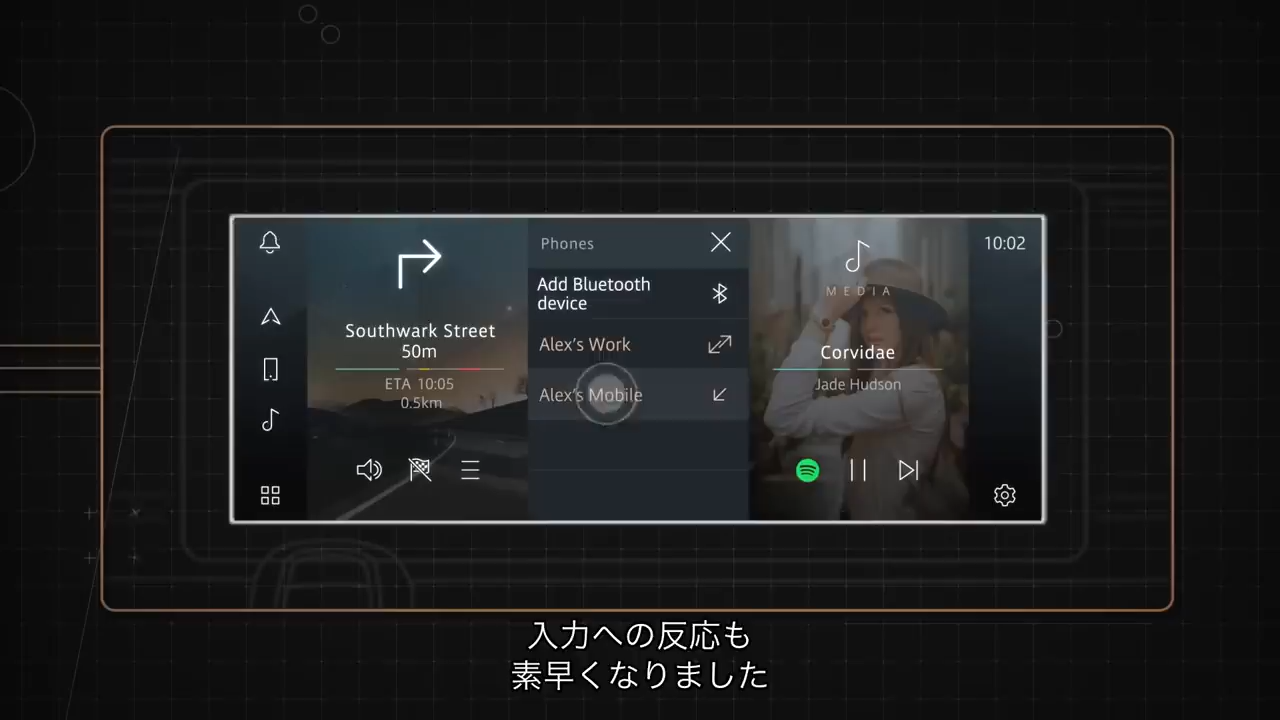 Southwark Street
50m
ETA 10:05
0.5km
Phones
Add Bluetooth
device
Alex's Work
Alex's Mobile
MEDIA
Corvidae
Jade Hudson
10:02
入力への反応も
素早くなりました